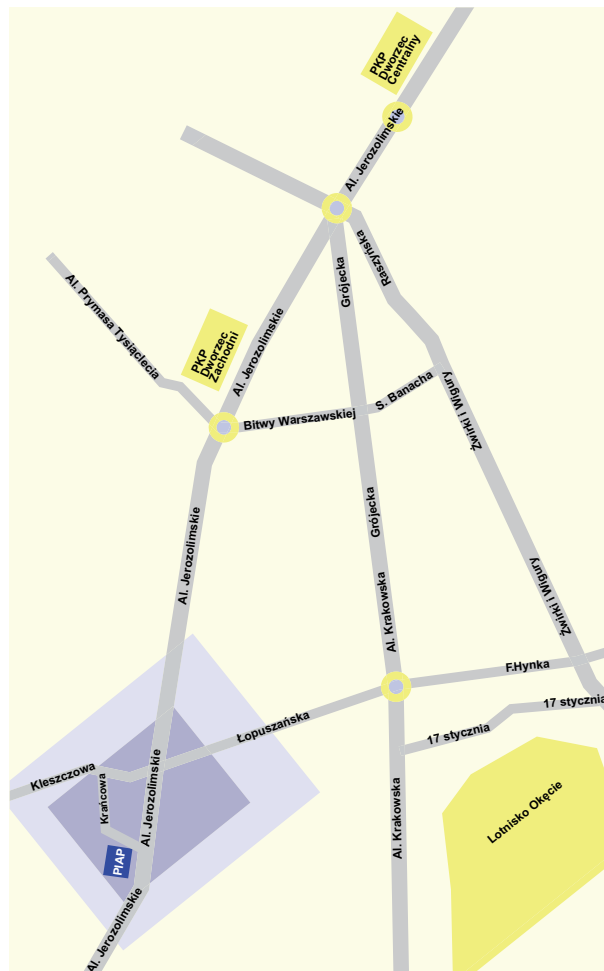 PKP
Dworzec
Centralny
Al. Jerozolimskie
Raszyńska
Grójecka
Al. Prymasa Tysiąclecia
PKP
Dworzec
Zachodni
Al. Jerozolimskie
S. Banacha
Bitwy Warszawskiej
Żwirki i Wigury
Grójecka
Al. Jerozolimskie
Al. Krakowska
Żwirki i Wigury
F.Hynka
17 stycznia
Łopuszańska
17 stycznia
Kleszczowa
Krańcowa
Al. Jerozolimskie
Al. Krakowska
Lotnisko Okęcie
PIAP
Al. Jerozolimskie